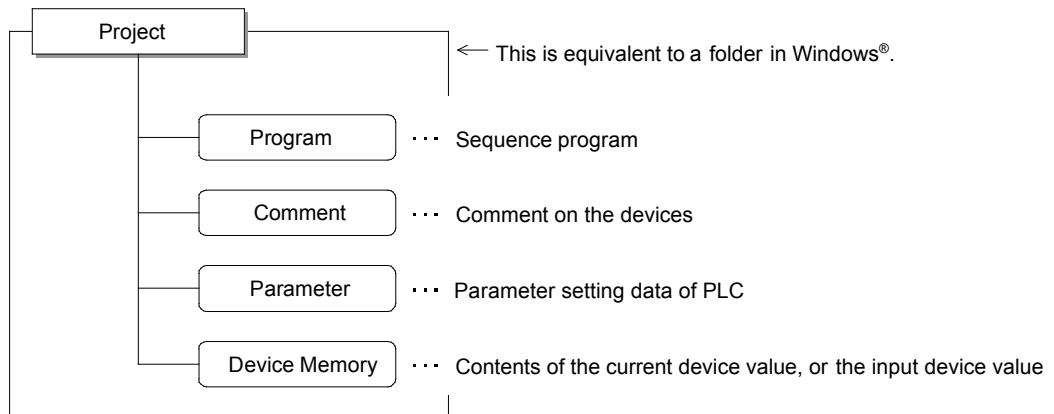 Project
← This is equivalent to a folder in Windows®.
Program ··· Sequence program
Comment ··· Comment on the devices
Parameter ··· Parameter setting data of PLC
Device Memory ··· Contents of the current device value, or the input device value